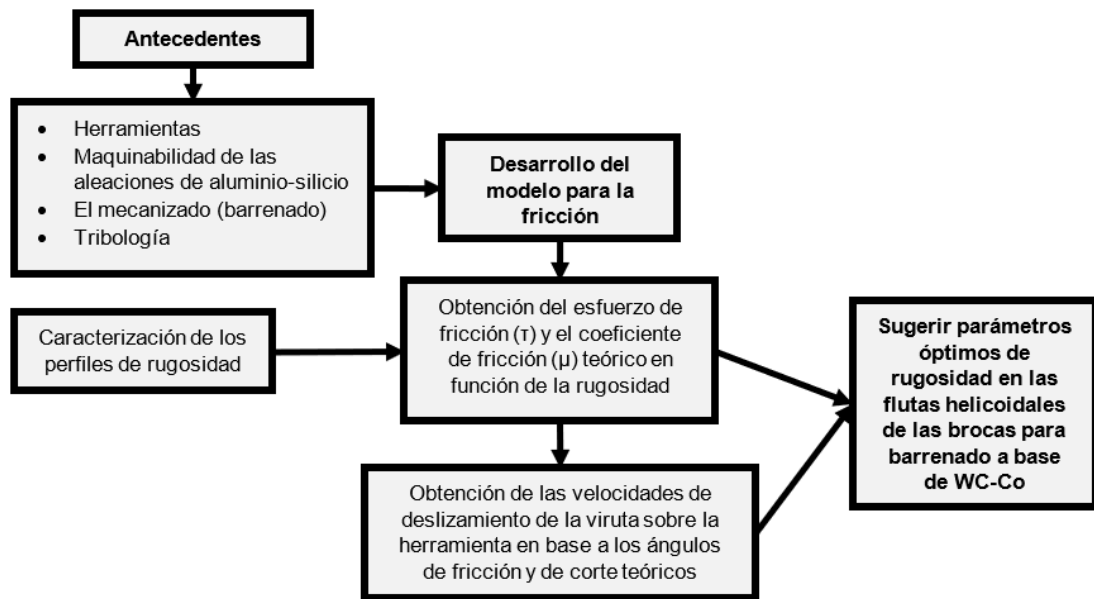 Antecedentes
• Herramientas
• Maquinabilidad de las
aleaciones de aluminio-silicio
• El mecanizado (barrenado)
• Tribología
Desarrollo del
modelo para la
fricción
Caracterización de los
perfiles de rugosidad
Obtención del esfuerzo de
fricción (τ) y el coeficiente
de fricción (μ) teórico en
función de la rugosidad
Obtención de las velocidades de
deslizamiento de la viruta sobre la
herramienta en base a los ángulos
de fricción y de corte teóricos
Sugerir parámetros
óptimos de
rugosidad en las
flutas helicoidales
de las brocas para
barrenado a base
de WC-Co